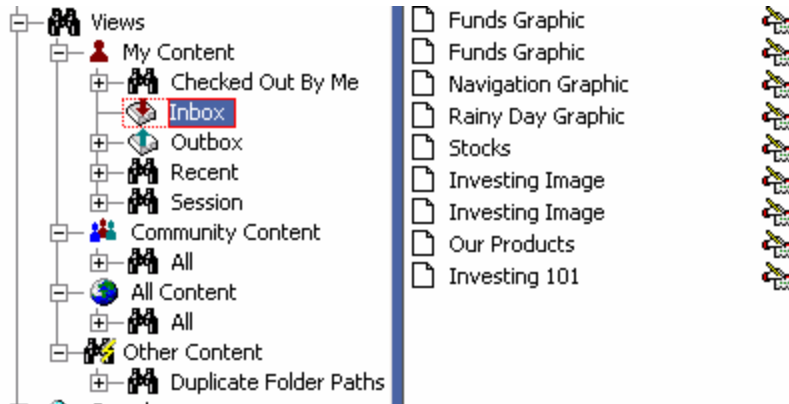 Views
My Content
Checked Out By Me
Inbox
Outbox
Recent
Session
Community Content
All
All Content
All
Other Content
Duplicate Folder Paths
Funds Graphic
Funds Graphic
Navigation Graphic
Rainy Day Graphic
Stocks
Investing Image
Investing Image
Our Products
Investing 101